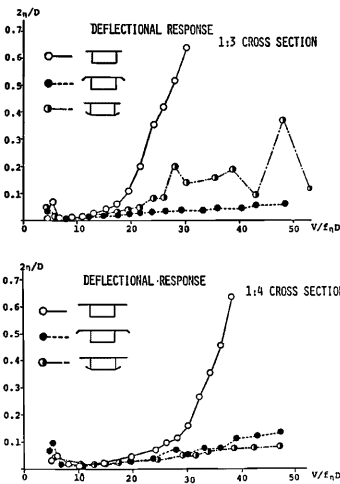 2η/D
DEFLECTIONAL RESPONSE
1:3 CROSS SECTION
0.7
0.6
0.5
0.4
0.3
0.2
0.1
0 10 20 30 40 50 V/fηD
2η/D
DEFLECTIONAL RESPONSE
1:4 CROSS SECTION
0.7
0.6
0.5
0.4
0.3
0.2
0.1
0 10 20 30 40 50 V/fηD